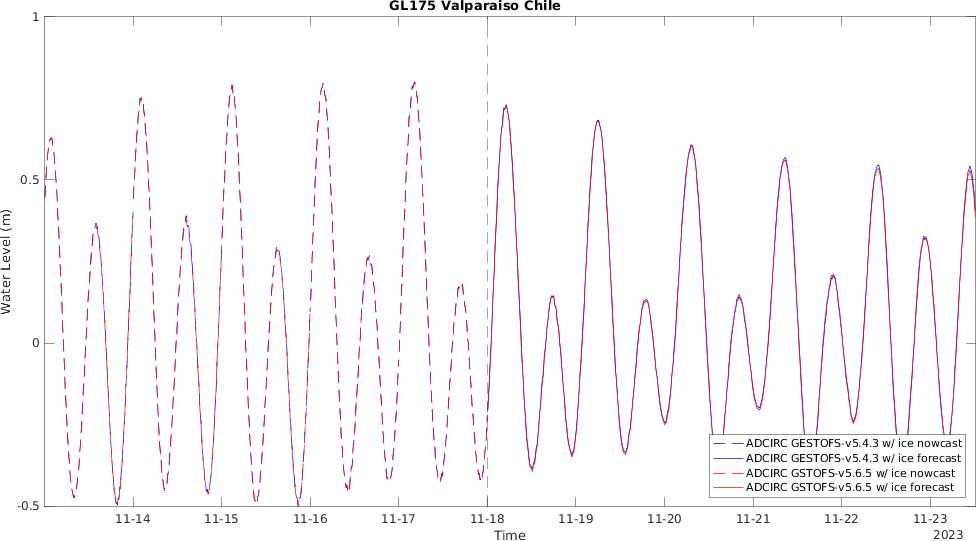 GL175 Valparaiso Chile
1
0.5
0
-0.5
Water Level (m)
11-14
11-15
11-16
11-17
11-18
11-19
11-20
11-21
11-22
11-23
2023
Time
ADCIRC GESTOFS-v5.4.3 w/ ice nowcast
ADCIRC GESTOFS-v5.4.3 w/ ice forecast
ADCIRC GSTOFS-v5.6.5 w/ ice nowcast
ADCIRC GSTOFS-v5.6.5 w/ ice forecast